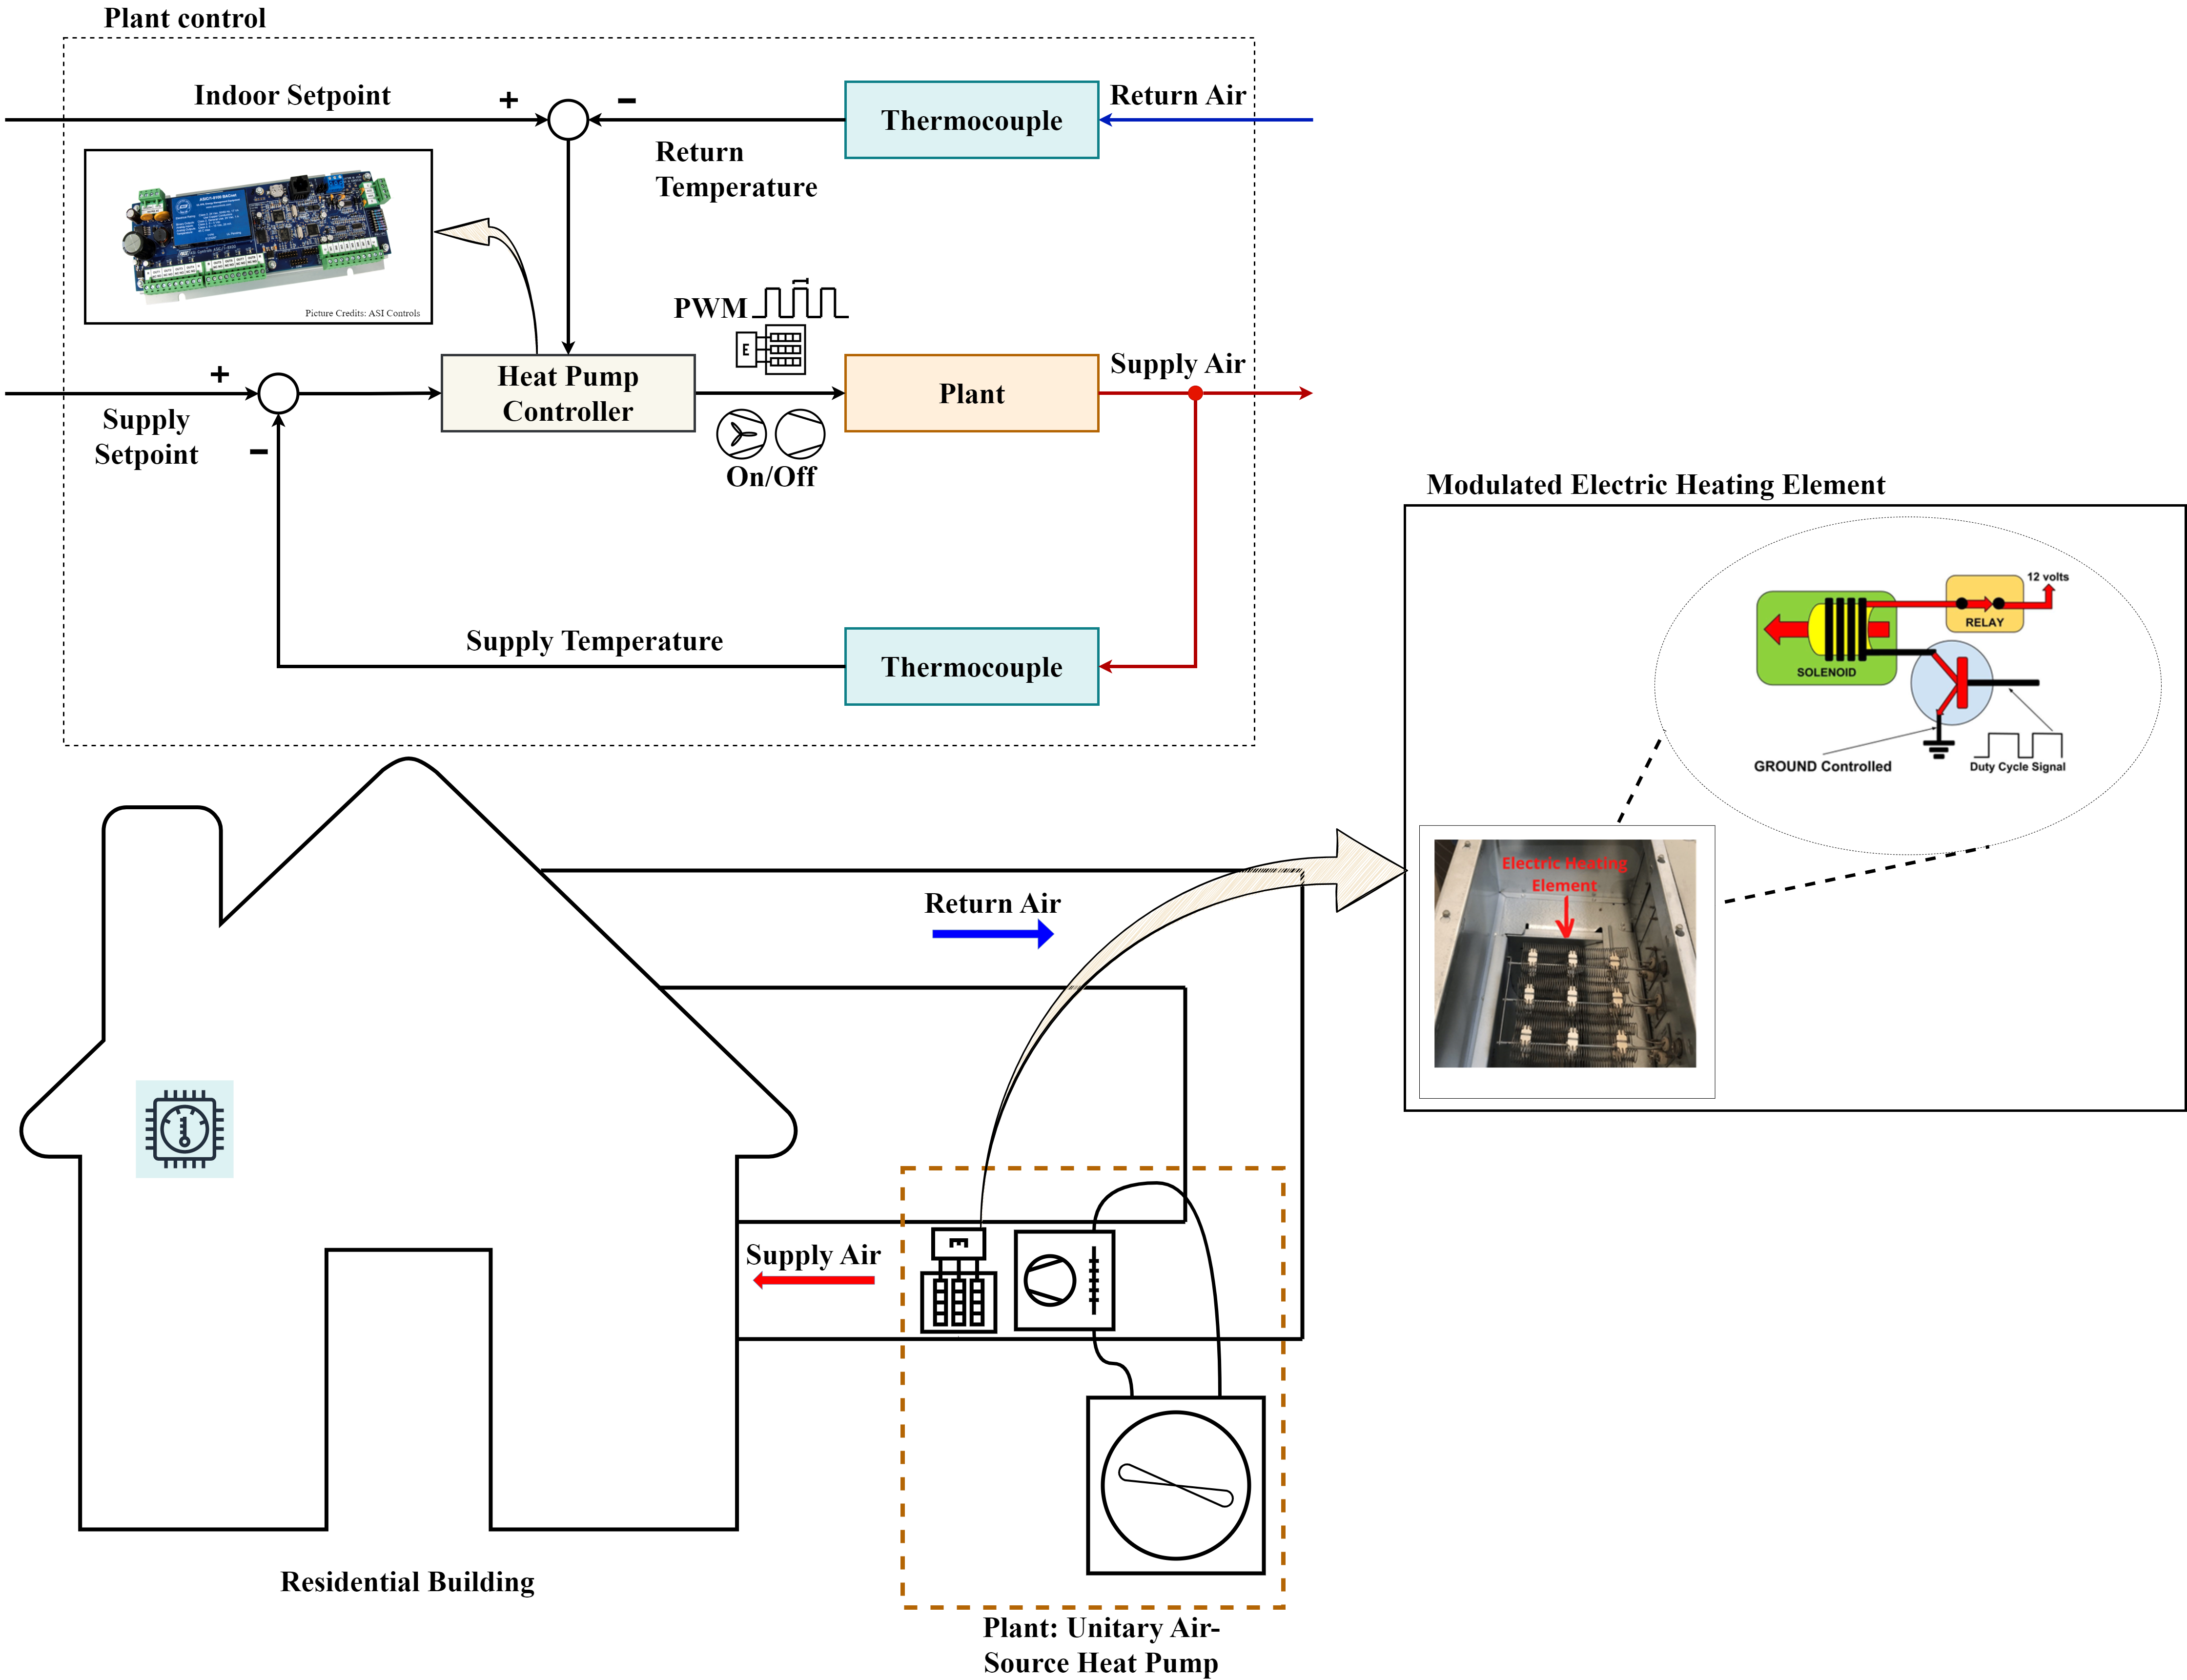 Plant control
Indoor Setpoint
+
−
Thermocouple
Return Air
Return
Temperature
Picture Credits: ASI Controls
PWM
E
Heat Pump
Controller
Plant
Supply Air
+
Supply
Setpoint
−
On/Off
Supply Temperature
Thermocouple
Modulated Electric Heating Element
12 volts
RELAY
SOLENOID
GROUND Controlled
Duty Cycle Signal
Electric Heating
Element
Return Air
Supply Air
E
Residential Building
Plant: Unitary Air-
Source Heat Pump